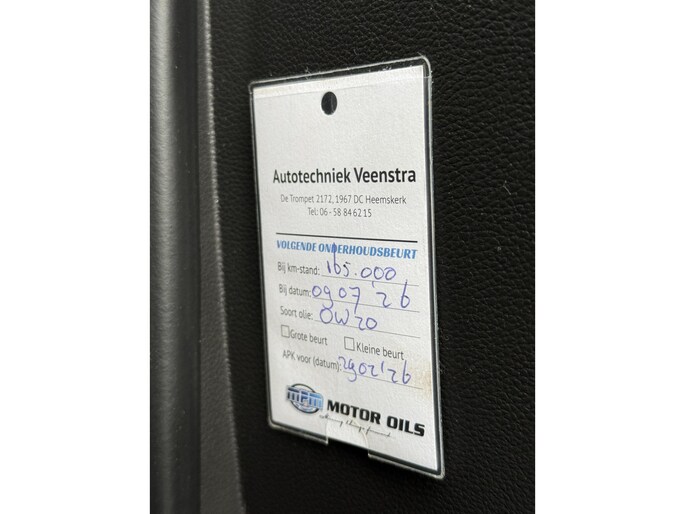 Autotechniek Veenstra
De Trompet 2172, 1967 DC Heemskerk
Tel: 06 - 58 84 62 15
VOLGENDE ONDERHOUDSBEURT
Bij km-stand: 165.000
Bij datum: 09 07 '26
Soort olie: 0W20
Grote beurt Kleine beurt
APK voor (datum): 29 02 '26
MPM MOTOR OILS